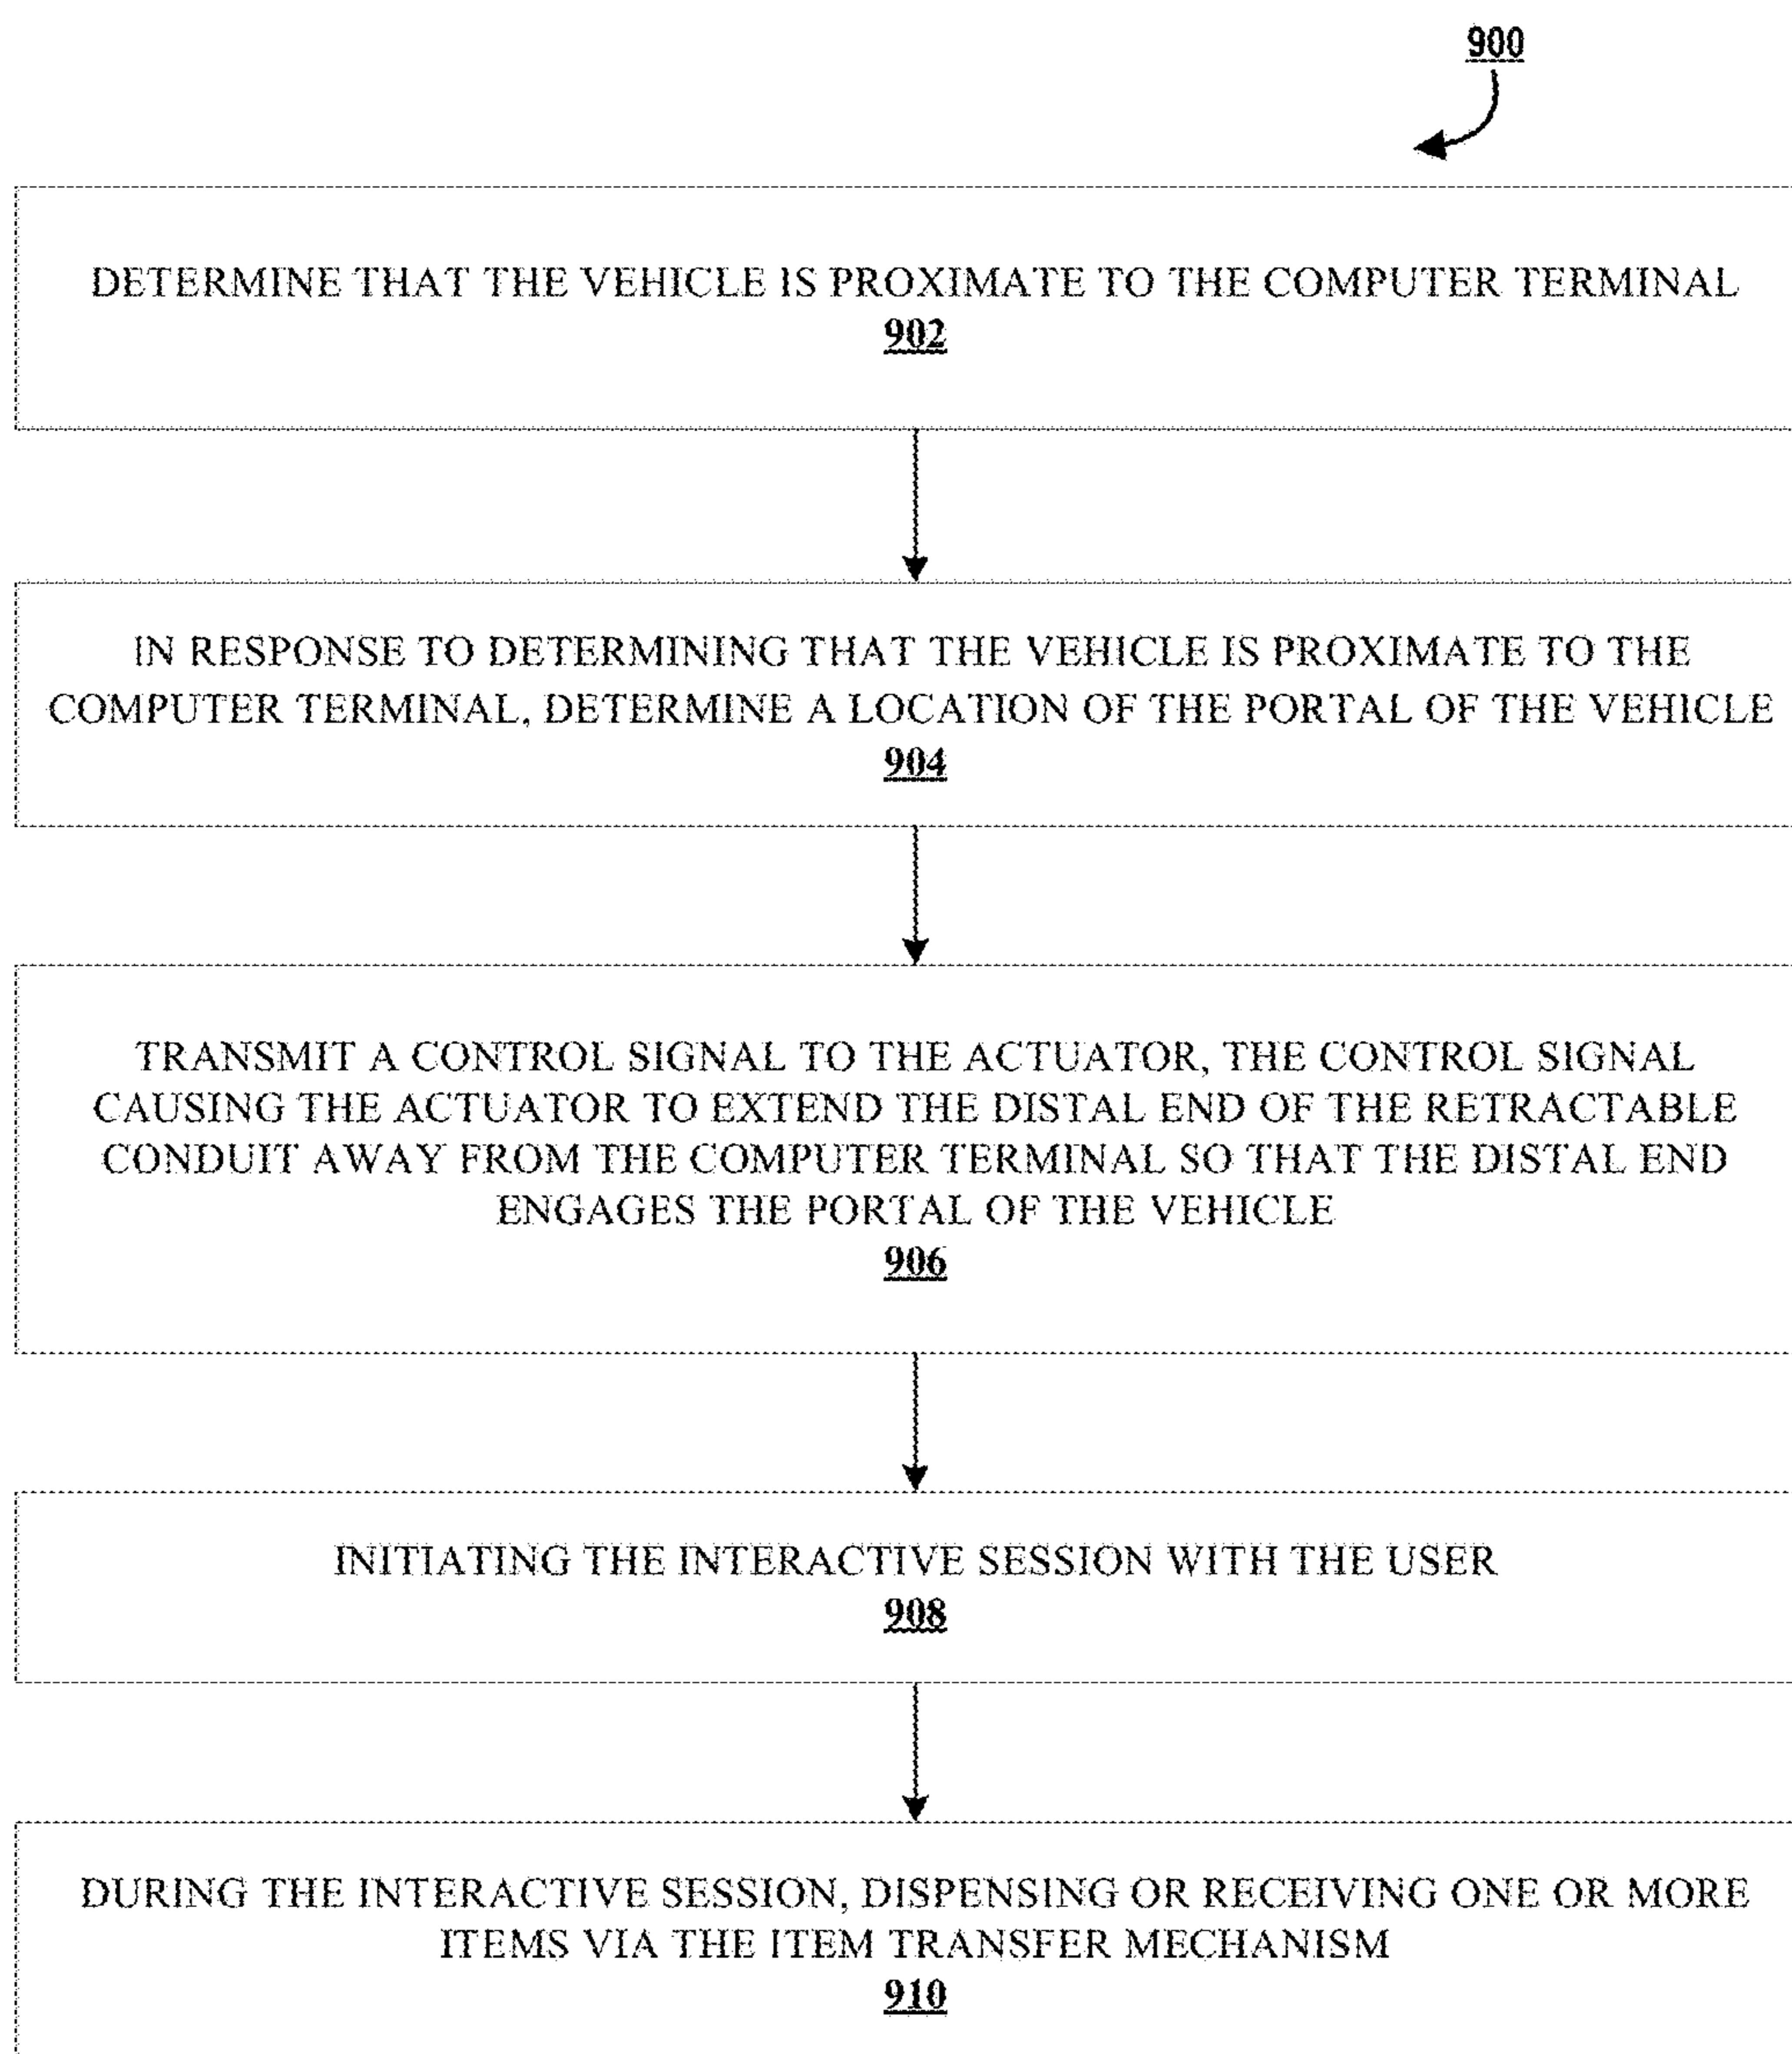 900
DETERMINE THAT THE VEHICLE IS PROXIMATE TO THE COMPUTER TERMINAL
902
IN RESPONSE TO DETERMINING THAT THE VEHICLE IS PROXIMATE TO THE
COMPUTER TERMINAL, DETERMINE A LOCATION OF THE PORTAL OF THE VEHICLE
904
TRANSMIT A CONTROL SIGNAL TO THE ACTUATOR, THE CONTROL SIGNAL
CAUSING THE ACTUATOR TO EXTEND THE DISTAL END OF THE RETRACTABLE
CONDUIT AWAY FROM THE COMPUTER TERMINAL SO THAT THE DISTAL END
ENGAGES THE PORTAL OF THE VEHICLE
906
INITIATING THE INTERACTIVE SESSION WITH THE USER
908
DURING THE INTERACTIVE SESSION, DISPENSING OR RECEIVING ONE OR MORE
ITEMS VIA THE ITEM TRANSFER MECHANISM
910